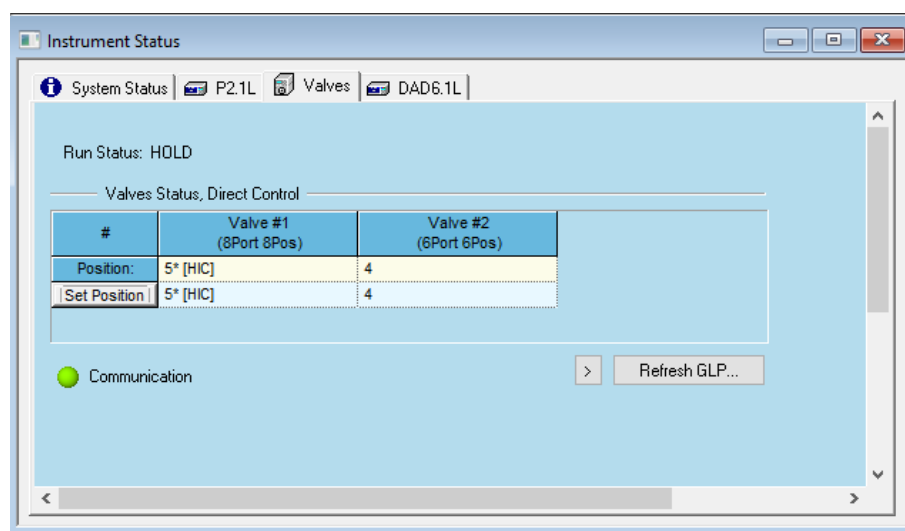 Instrument Status
System Status P2.1L Valves DAD6.1L
Run Status: HOLD
Valves Status, Direct Control
# Valve #1 (8Port 8Pos) Valve #2 (6Port 6Pos)
Position: 5* [HIC] 4
Set Position 5* [HIC] 4
Communication > Refresh GLP...